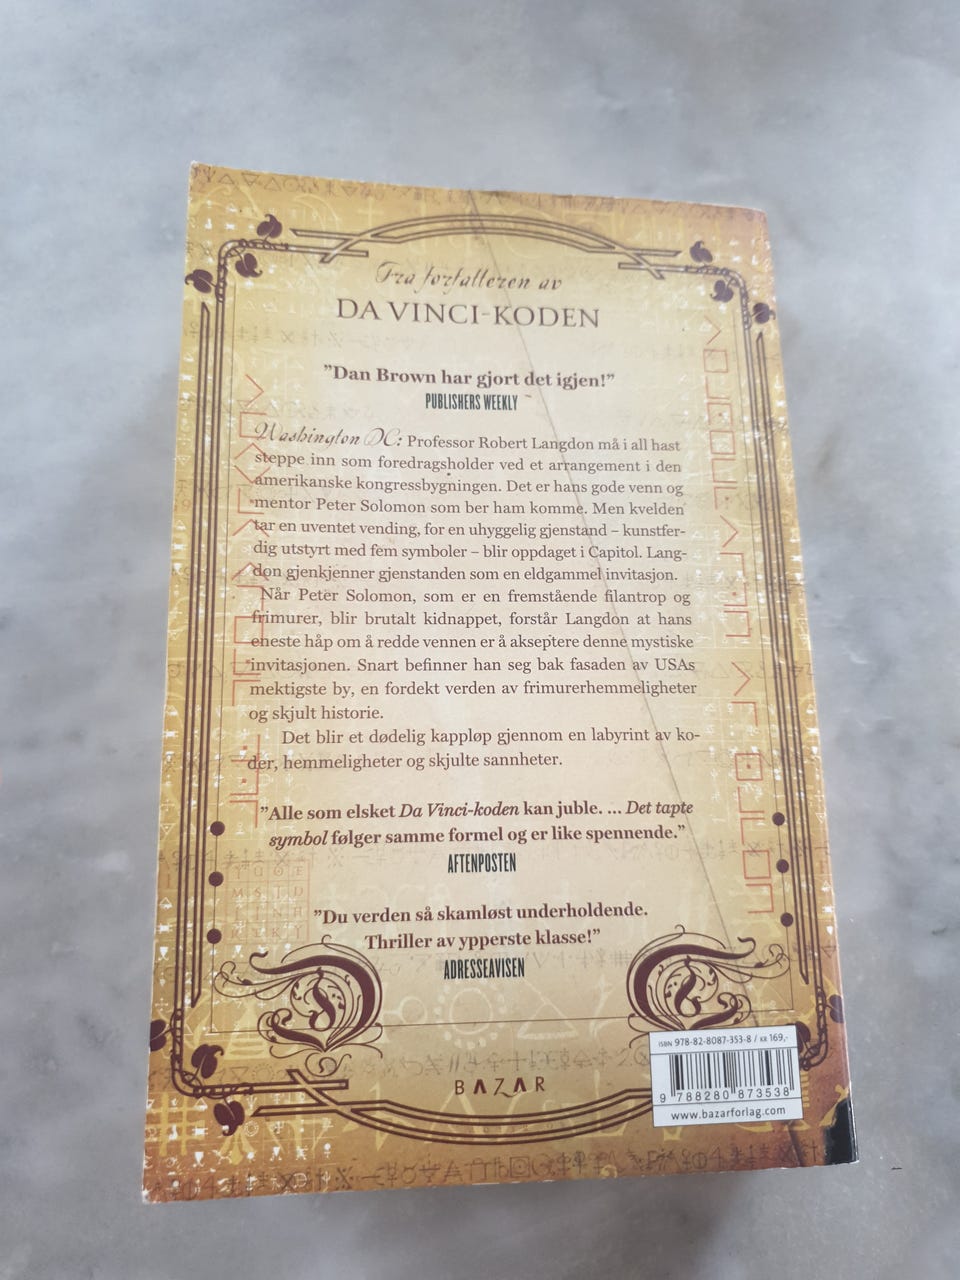 Fra forfatteren av
DA VINCI-KODEN
”Dan Brown har gjort det igjen!”
PUBLISHERS WEEKLY
Washington DC: Professor Robert Langdon må i all hast
steppe inn som foredragsholder ved et arrangement i den
amerikanske kongressbygningen. Det er hans gode venn og
mentor Peter Solomon som ber ham komme. Men kvelden
tar en uventet vending, for en uhyggelig gjenstand – kunstfer-
dig utstyrt med fem symboler – blir oppdaget i Capitol. Lang-
don gjenkjenner gjenstanden som en eldgammel invitasjon.
Når Peter Solomon, som er en fremstående filantrop og
frimurer, blir brutalt kidnappet, forstår Langdon at hans
eneste håp om å redde vennen er å akseptere denne mystiske
invitasjonen. Snart befinner han seg bak fasaden av USAs
mektigste by, en fordekt verden av frimurerhemmeligheter
og skjult historie.
Det blir et dødelig kappløp gjennom en labyrint av ko-
der, hemmeligheter og skjulte sannheter.
”Alle som elsket Da Vinci-koden kan juble. ... Det tapte
symbol følger samme formel og er like spennende.”
AFTENPOSTEN
”Du verden så skamløst underholdende.
Thriller av ypperste klasse!”
ADRESSEAVISEN
BAZAR
ISBN 978-82-8087-353-8 / KR 169,-
9 788280 873538
www.bazarforlag.com